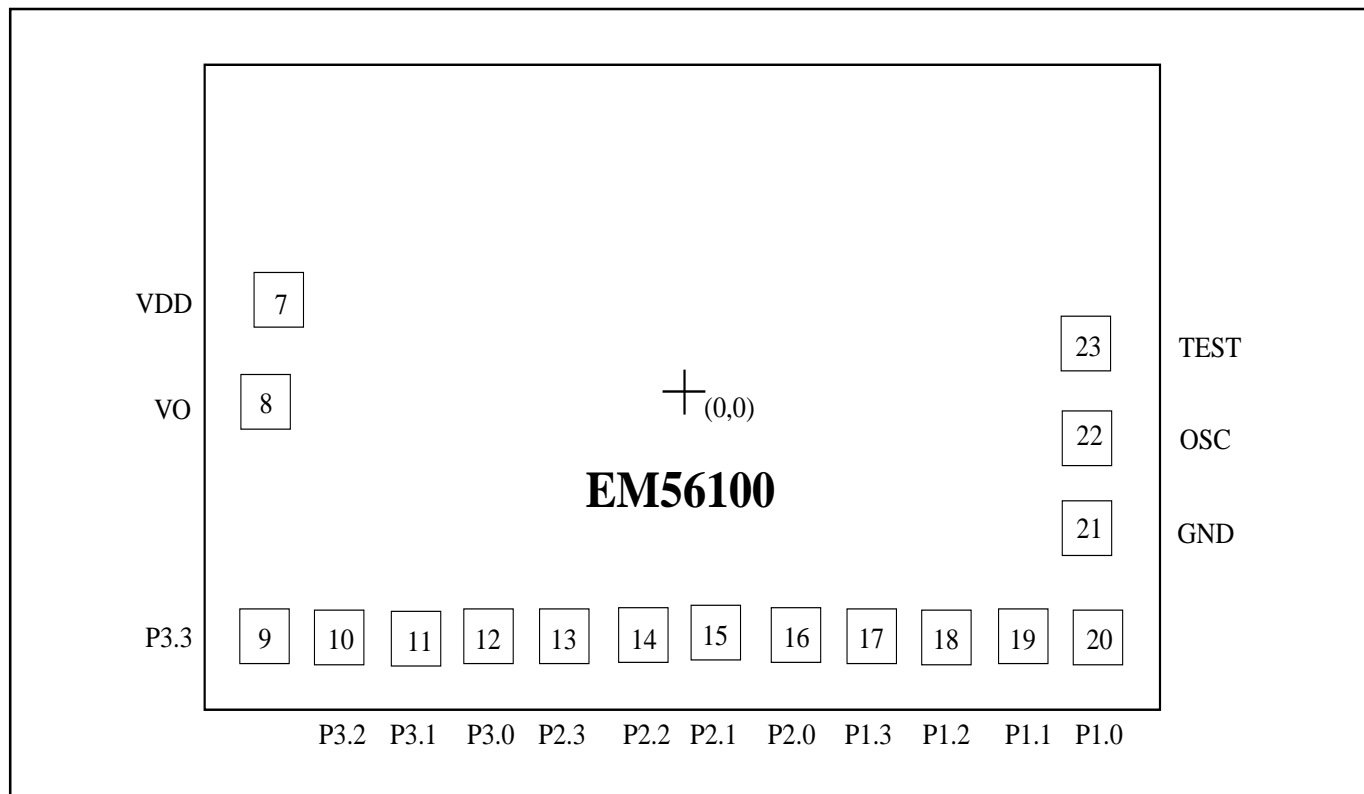 VDD 7
23 TEST
VO 8
(0,0)
22 OSC
EM56100
21 GND
P3.3 9 10 11 12 13 14 15 16 17 18 19 20
P3.2 P3.1 P3.0 P2.3 P2.2 P2.1 P2.0 P1.3 P1.2 P1.1 P1.0